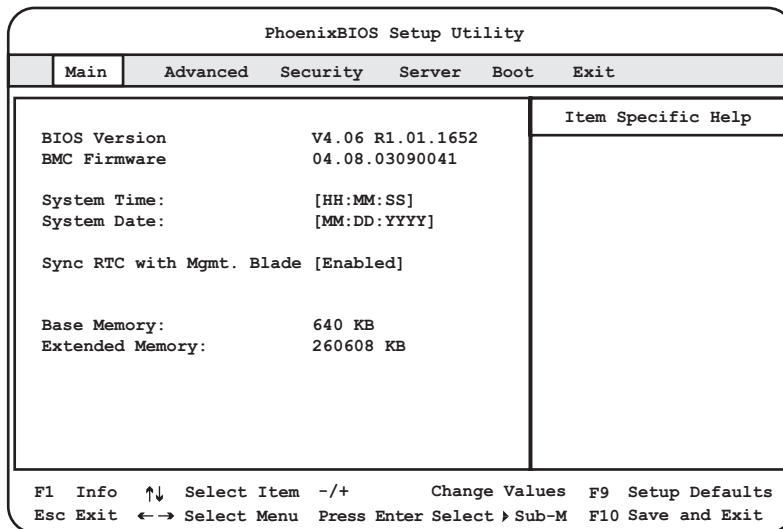 PhoenixBIOS Setup Utility
Main Advanced Security Server Boot Exit
Item Specific Help
BIOS Version V4.06 R1.01.1652
BMC Firmware 04.08.03090041
System Time: [HH:MM:SS]
System Date: [MM:DD:YYYY]
Sync RTC with Mgmt. Blade [Enabled]
Base Memory: 640 KB
Extended Memory: 260608 KB
F1 Info ↑↓ Select Item -/+ Change Values F9 Setup Defaults
Esc Exit ←→ Select Menu Press Enter Select ▸ Sub-M F10 Save and Exit